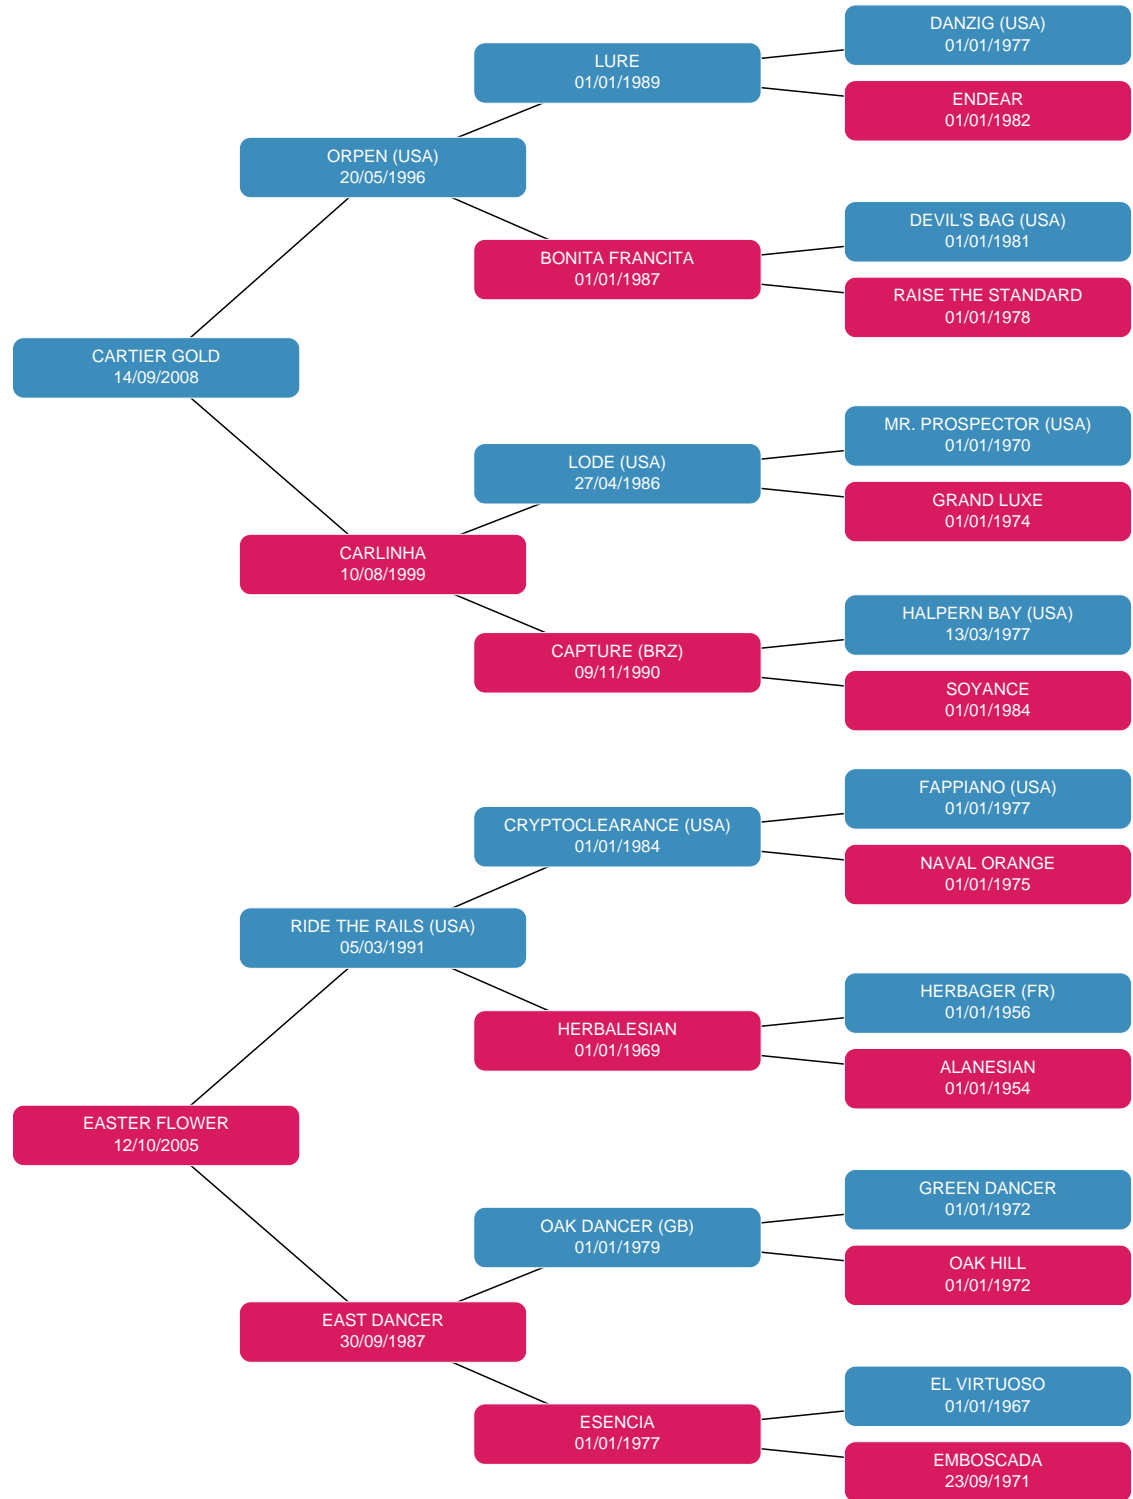 DANZIG (USA)
01/01/1977
LURE
01/01/1989
ENDEAR
01/01/1982
ORPEN (USA)
20/05/1996
DEVIL'S BAG (USA)
01/01/1981
BONITA FRANCITA
01/01/1987
RAISE THE STANDARD
01/01/1978
CARTIER GOLD
14/09/2008
MR. PROSPECTOR (USA)
01/01/1970
LODE (USA)
27/04/1986
GRAND LUXE
01/01/1974
CARLINHA
10/08/1999
HALPERN BAY (USA)
13/03/1977
CAPTURE (BRZ)
09/11/1990
SOYANCE
01/01/1984
FAPPIANO (USA)
01/01/1977
CRYPTOCLEARANCE (USA)
01/01/1984
NAVAL ORANGE
01/01/1975
RIDE THE RAILS (USA)
05/03/1991
HERBAGER (FR)
01/01/1956
HERBALESIAN
01/01/1969
ALANESIAN
01/01/1954
EASTER FLOWER
12/10/2005
GREEN DANCER
01/01/1972
OAK DANCER (GB)
01/01/1979
OAK HILL
01/01/1972
EAST DANCER
30/09/1987
EL VIRTUOSO
01/01/1967
ESENCIA
01/01/1977
EMBOSCADA
23/09/1971